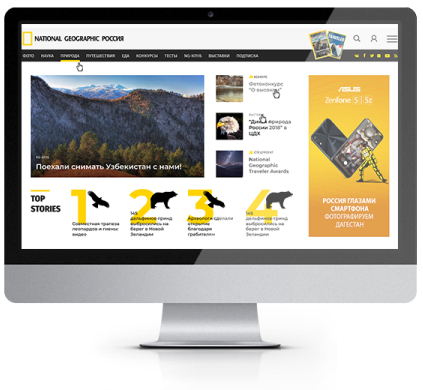 NATIONAL GEOGRAPHIC РОССИЯ
ФОТО НАУКА ПРИРОДА ПУТЕШЕСТВИЯ ЕДА КОНКУРСЫ ТЕСТЫ NG-КЛУБ ВЫСТАВКИ ПОДПИСКА
Поехали снимать Узбекистан с нами!
Фотоконкурс
"Дикая природа
России 2018" в
ЦДХ
National
Geographic
Traveler Awards
ASUS
Zenfone 5 | 5z
РОССИЯ ГЛАЗАМИ
СМАРТФОНА
ФОТОГРАФИРУЕМ
ДАГЕСТАН
TOP
STORIES
1
Совместная трапеза
леопардов и гиены:
видео
2
145
дельфинов гринд
выбросились на
берег в Новой
Зеландии
3
Археологи сделали
открытие
благодаря
грабителям
4
145
дельфинов гринд
выбросились на
берег в Новой
Зеландии